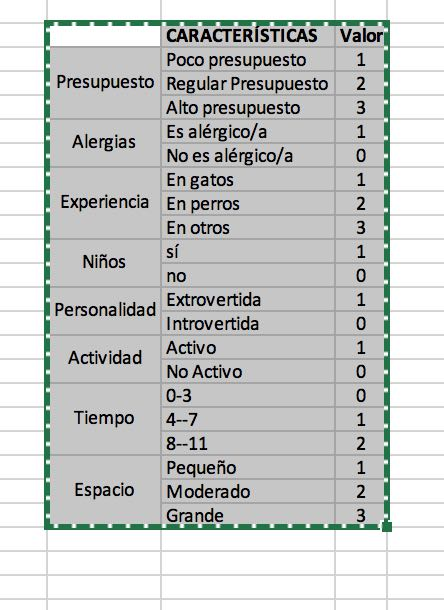 CARACTERÍSTICAS Valor
Presupuesto
Poco presupuesto 1
Regular Presupuesto 2
Alto presupuesto 3
Alergias
Es alérgico/a 1
No es alérgico/a 0
Experiencia
En gatos 1
En perros 2
En otros 3
Niños
sí 1
no 0
Personalidad
Extrovertida 1
Introvertida 0
Actividad
Activo 1
No Activo 0
Tiempo
0-3 0
4--7 1
8--11 2
Espacio
Pequeño 1
Moderado 2
Grande 3